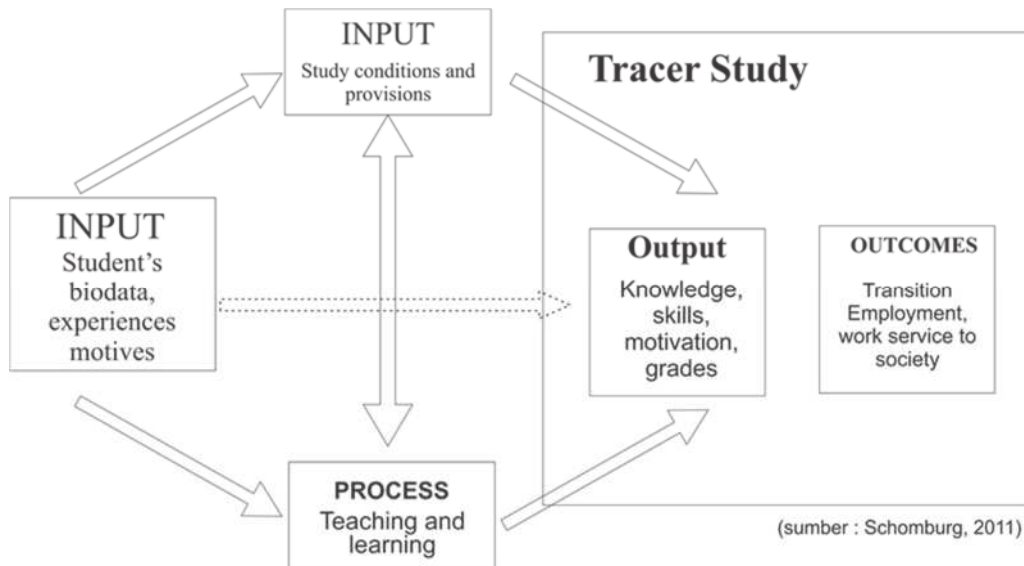 INPUT
Study conditions and
provisions
Tracer Study
INPUT
Student's
biodata,
experiences
motives
Output
Knowledge,
skills,
motivation,
grades
OUTCOMES
Transition
Employment,
work service to
society
PROCESS
Teaching and
learning
(sumber : Schomburg, 2011)